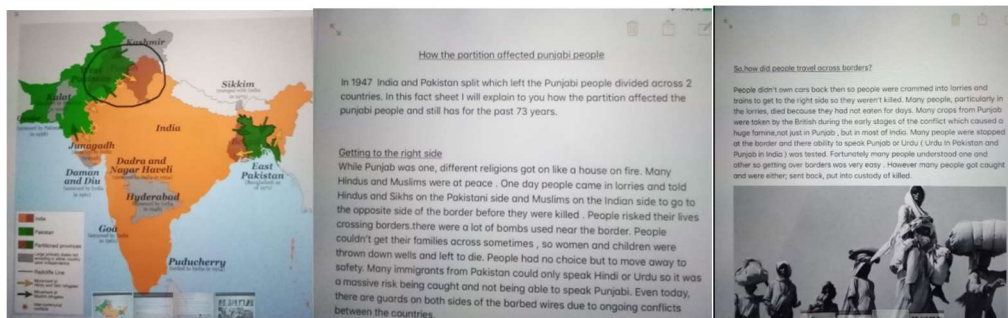 Kashmir
Sikkim
India
Junagadh
Dadra and
Nagar Haveli
Daman
and Diu
East
Pakistan
Hyderabad
Goa
Puducherry
India
Pakistan
Partitioned provinces
Radcliffe Line
How the partition affected punjabi people
In 1947 India and Pakistan split which left the Punjabi people divided across 2
countries. In this fact sheet I will explain to you how the partition affected the
punjabi people and still has for the past 73 years.
Getting to the right side
While Punjab was one, different religions got on like a house on fire. Many
Hindus and Muslims were at peace . One day people came in lorries and told
Hindus and Sikhs on the Pakistani side and Muslims on the Indian side to go to
the opposite side of the border before they were killed . People risked their lives
crossing borders.there were a lot of bombs used near the border. People
couldn't get their families across sometimes , so women and children were
thrown down wells and left to die. People had no choice but to move away to
safety. Many immigrants from Pakistan could only speak Hindi or Urdu so it was
a massive risk being caught and not being able to speak Punjabi. Even today,
there are guards on both sides of the barbed wires due to ongoing conflicts
between the countries
So,how did people travel across borders?
People didn't own cars back then so people were crammed into lorries and
trains to get to the right side so they weren't killed. Many people, particularly in
the lorries, died because they had not eaten for days. Many crops from Punjab
were taken by the British during the early stages of the conflict which caused a
huge famine,not just in Punjab , but in most of india. Many people were stopped
at the border and there ability to speak Punjab or Urdu ( Urdu in Pakistan and
Punjab in India ) was tested. Fortunately many people understood one and
other so getting over borders was very easy . However many people got caught
and were either; sent back, put into custody of killed.